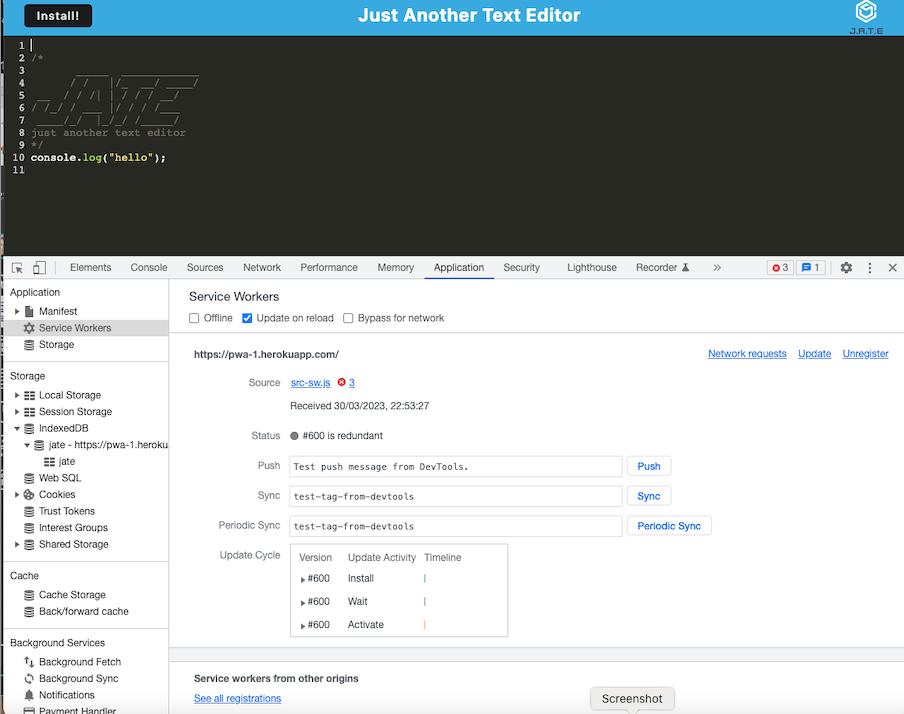 Install!
Just Another Text Editor
J.A.T.E
1
2 /*
3
4
5
6
7
8 just another text editor
9 */
10 console.log("hello");
11
Elements Console Sources Network Performance Memory Application Security Lighthouse Recorder » 3 1
Application
Manifest
Service Workers
Storage
Storage
Local Storage
Session Storage
IndexedDB
jate - https://pwa-1.heroku
jate
Web SQL
Cookies
Trust Tokens
Interest Groups
Shared Storage
Cache
Cache Storage
Back/forward cache
Background Services
Background Fetch
Background Sync
Notifications
Payment Handler
Service Workers
Offline Update on reload Bypass for network
https://pwa-1.herokuapp.com/ Network requests Update Unregister
Source src-sw.js 3
Received 30/03/2023, 22:53:27
Status #600 is redundant
Push Test push message from DevTools. Push
Sync test-tag-from-devtools Sync
Periodic Sync test-tag-from-devtools Periodic Sync
Update Cycle Version Update Activity Timeline
#600 Install
#600 Wait
#600 Activate
Service workers from other origins
See all registrations
Screenshot